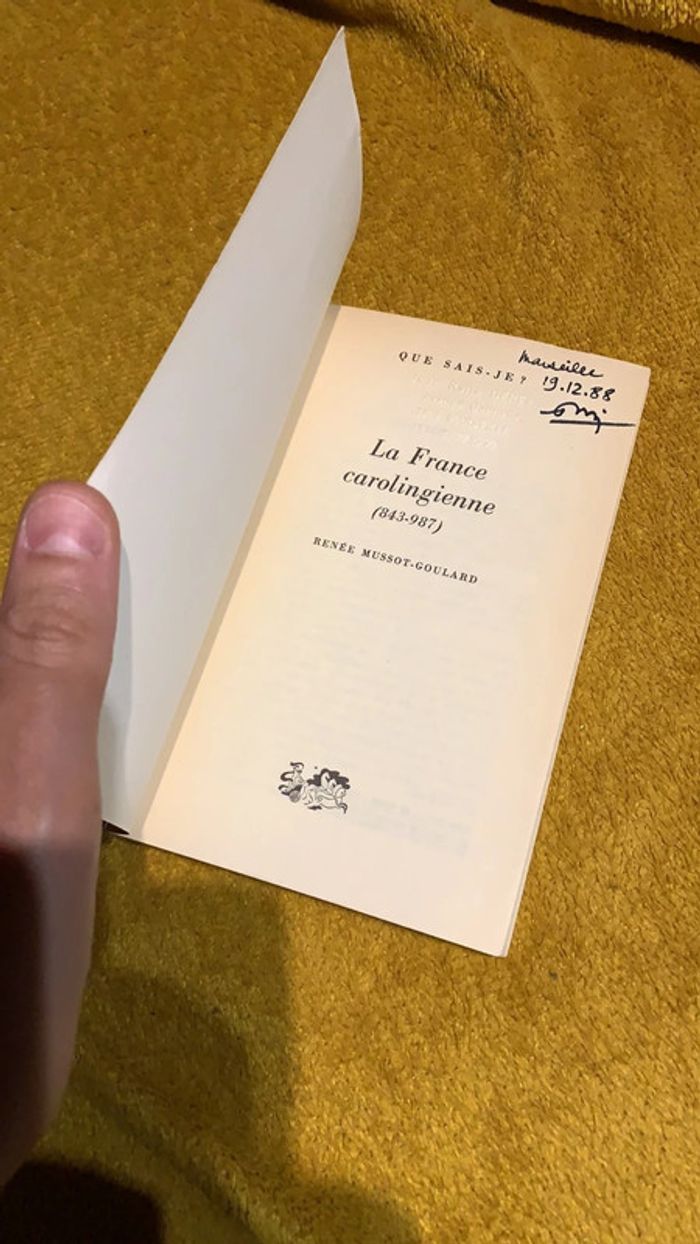 QUE SAIS-JE ?
Marseille
19.12.88
La France
carolingienne
(843-987)
RENÉE MUSSOT-GOULARD